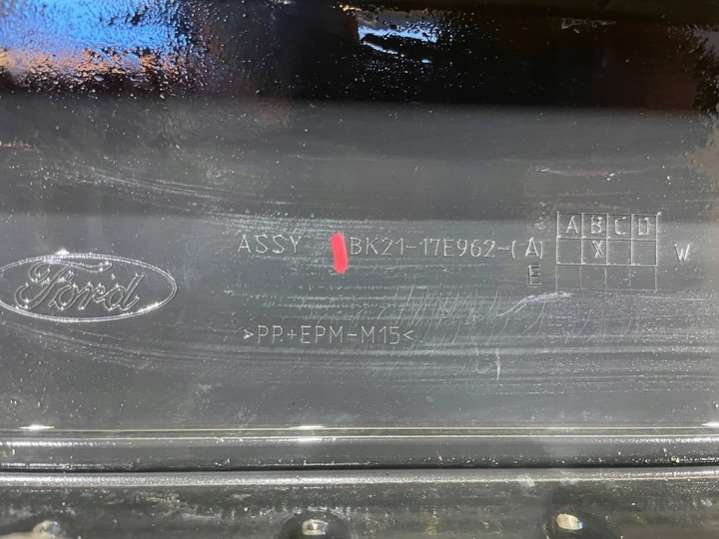 A B C D
ASSY BK21-17E962-(A) X W
E
Ford
>PP+EPM-M15<